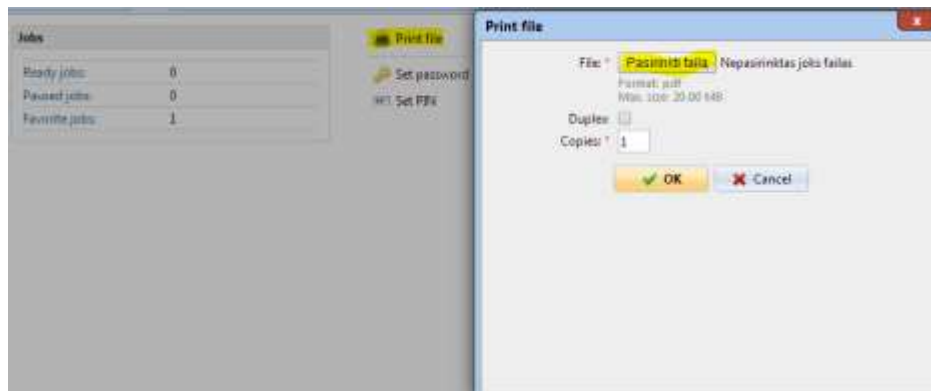 Jobs
Ready jobs: 0
Paused jobs: 0
Favorite jobs: 1
Print file
Set password
Set PIN
Print file
x
File: * Pasirinkti failą Nepasirinktas joks failas
Format: pdf
Max. size: 20.00 MB
Duplex:
Copies: * 1
OK
Cancel